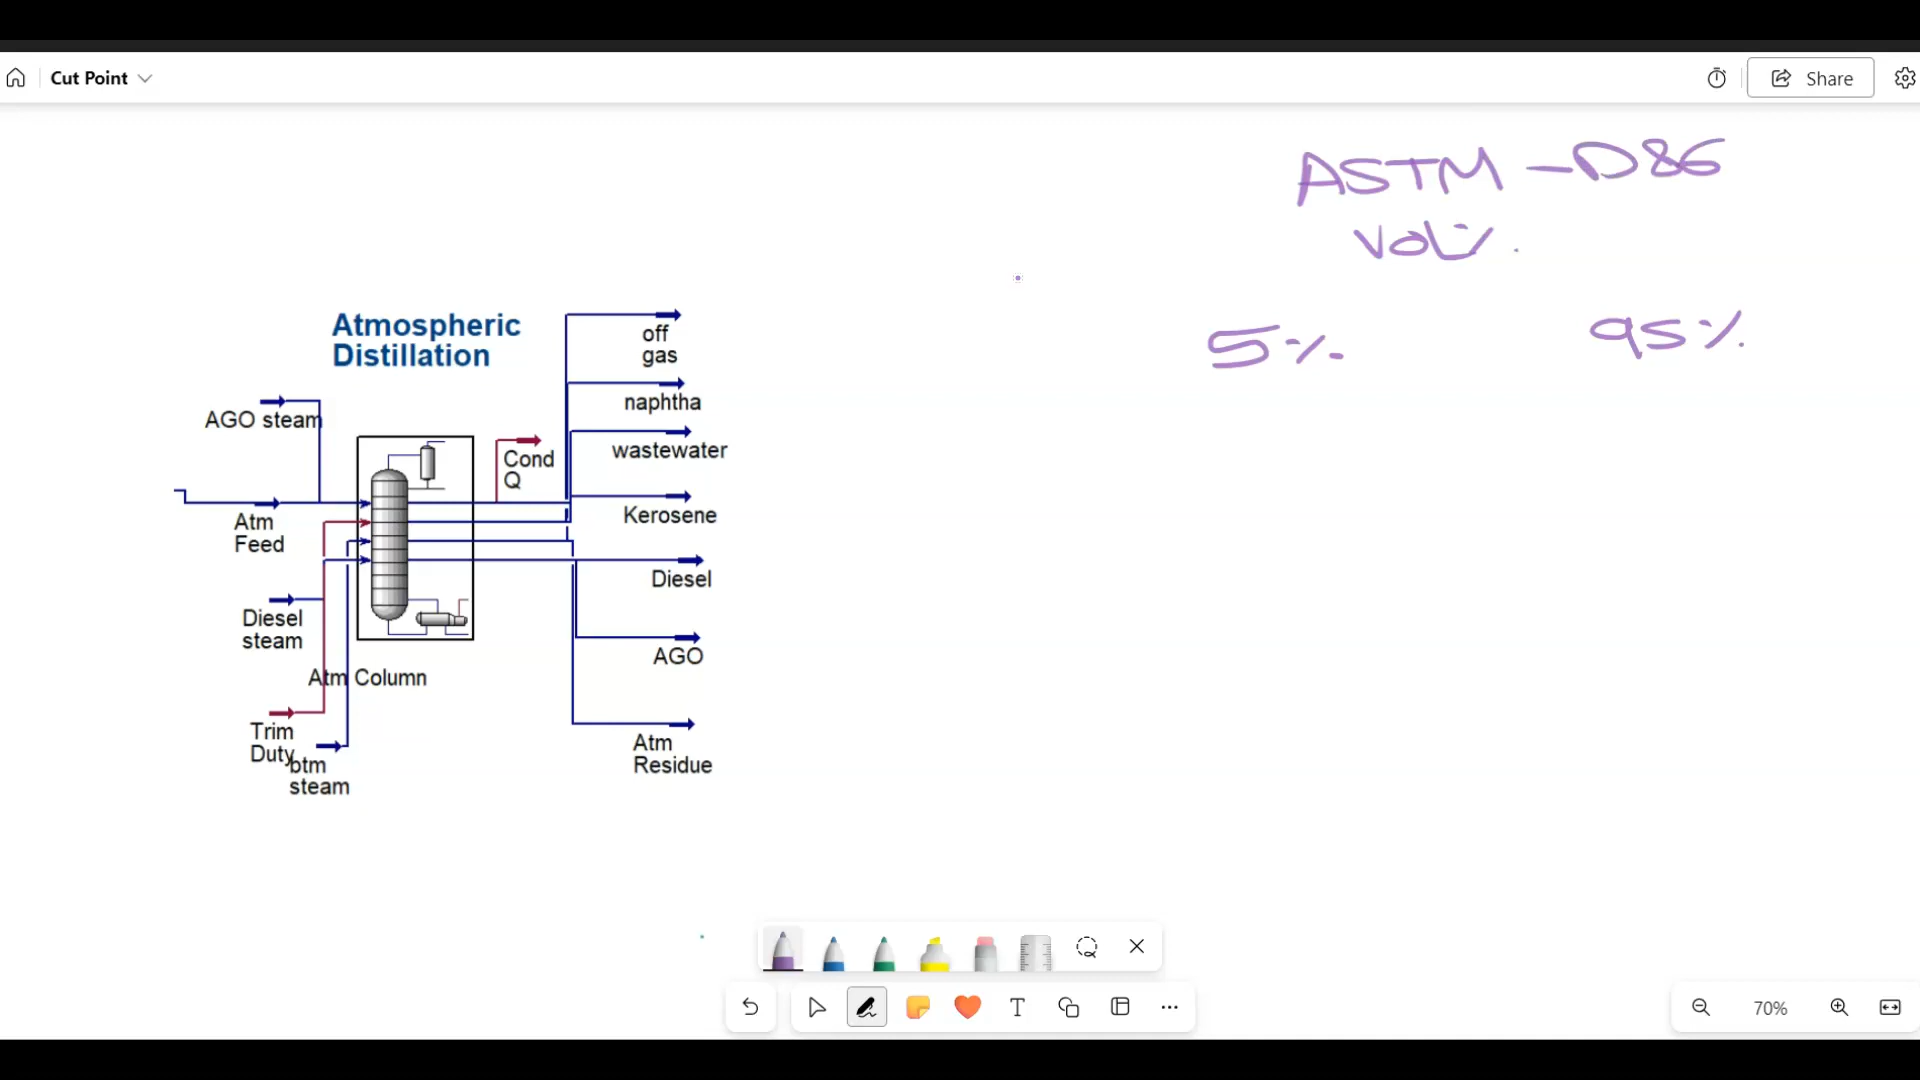 Cut Point
Share
ASTM - D86
Vol%.
5%
95%
Atmospheric
Distillation
off
gas
naphtha
wastewater
AGO steam
Cond
Q
Kerosene
Atm
Feed
Diesel
Diesel
steam
AGO
Atm Column
Trim
Duty
btm
steam
Atm
Residue
70%